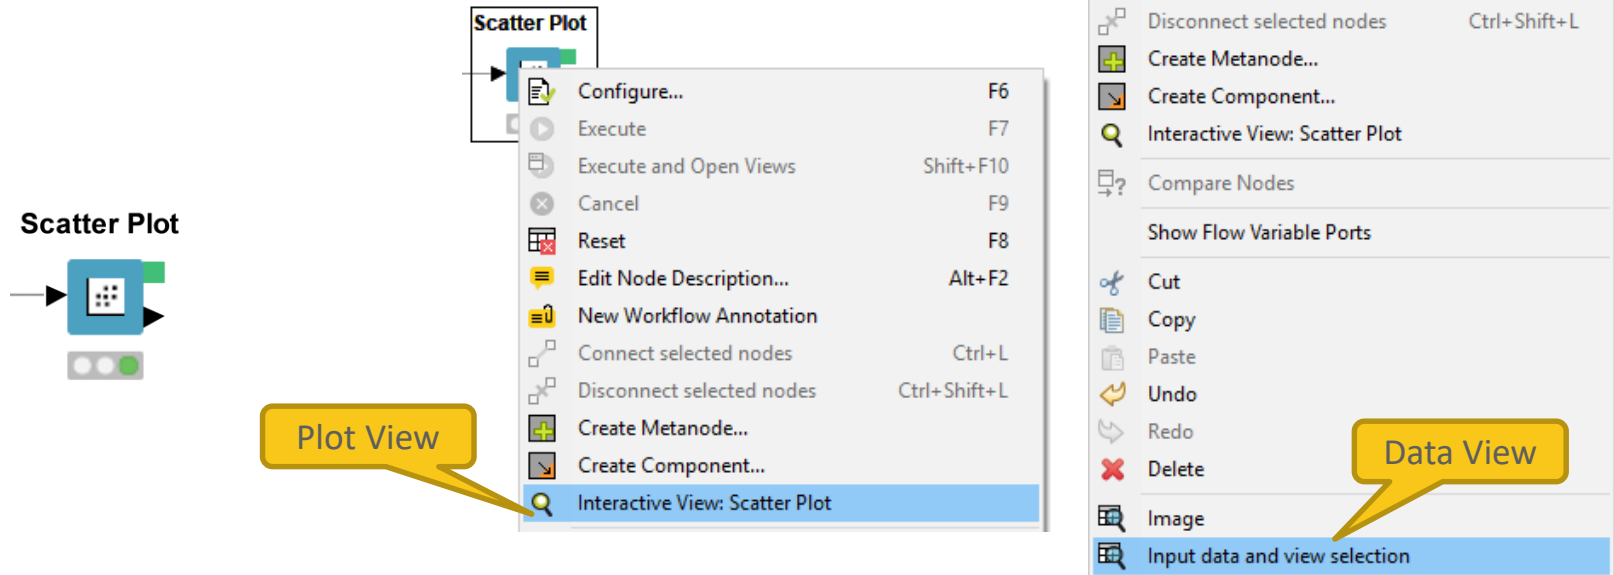 Scatter Plot
Scatter Plot
Configure... F6
Execute F7
Execute and Open Views Shift+F10
Cancel F9
Reset F8
Edit Node Description... Alt+F2
New Workflow Annotation
Connect selected nodes Ctrl+L
Disconnect selected nodes Ctrl+Shift+L
Create Metanode...
Create Component...
Interactive View: Scatter Plot
Plot View
Disconnect selected nodes Ctrl+Shift+L
Create Metanode...
Create Component...
Interactive View: Scatter Plot
Compare Nodes
Show Flow Variable Ports
Cut
Copy
Paste
Undo
Redo
Delete
Image
Input data and view selection
Data View